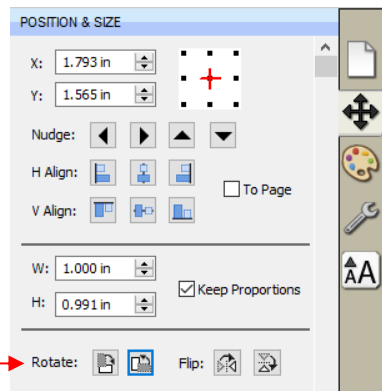 POSITION & SIZE
X: 1.793 in
Y: 1.565 in
Nudge:
H Align:
To Page
V Align:
W: 1.000 in
Keep Proportions
H: 0.991 in
Rotate: Flip:
AA